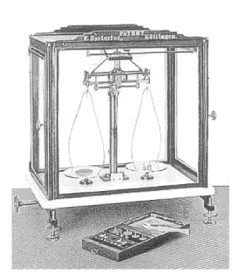 PATENT
F. Sartorius, Göttingen.